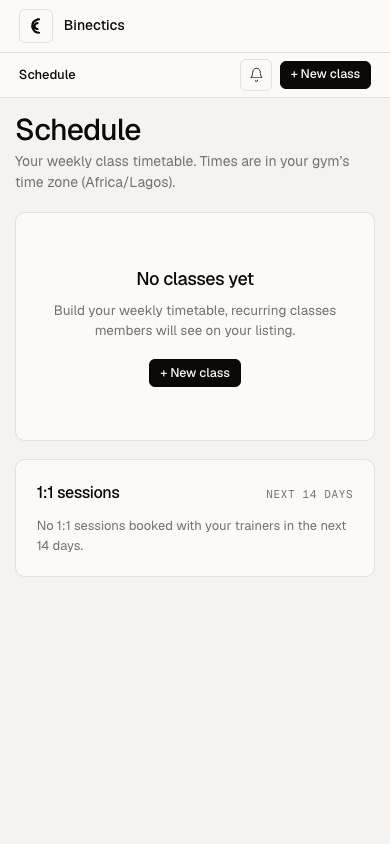 Binectics
Schedule
+ New class
Schedule
Your weekly class timetable. Times are in your gym's
time zone (Africa/Lagos).
No classes yet
Build your weekly timetable, recurring classes
members will see on your listing.
+ New class
1:1 sessions
NEXT 14 DAYS
No 1:1 sessions booked with your trainers in the next
14 days.